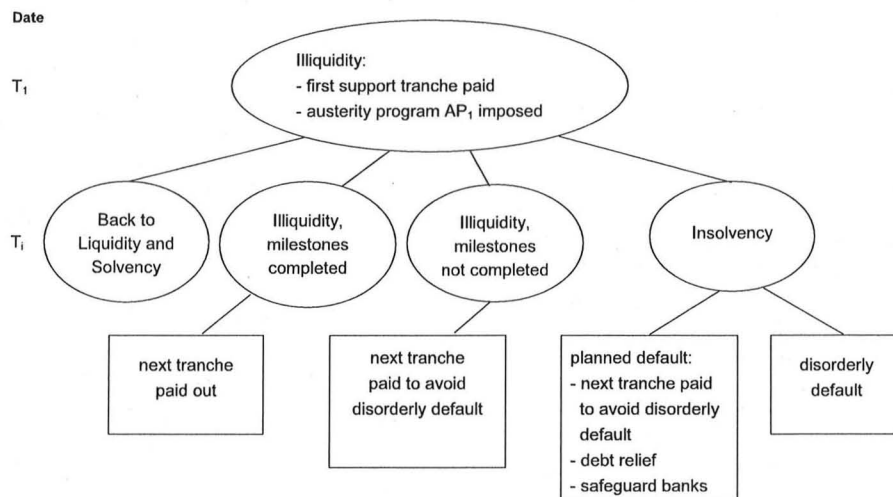 Date
T₁
Illiquidity:
- first support tranche paid
- austerity program AP₁ imposed
Tᵢ
Back to
Liquidity and
Solvency
Illiquidity,
milestones
completed
Illiquidity,
milestones
not completed
Insolvency
next tranche
paid out
next tranche
paid to avoid
disorderly default
planned default:
- next tranche paid
to avoid disorderly
default
- debt relief
- safeguard banks
disorderly
default